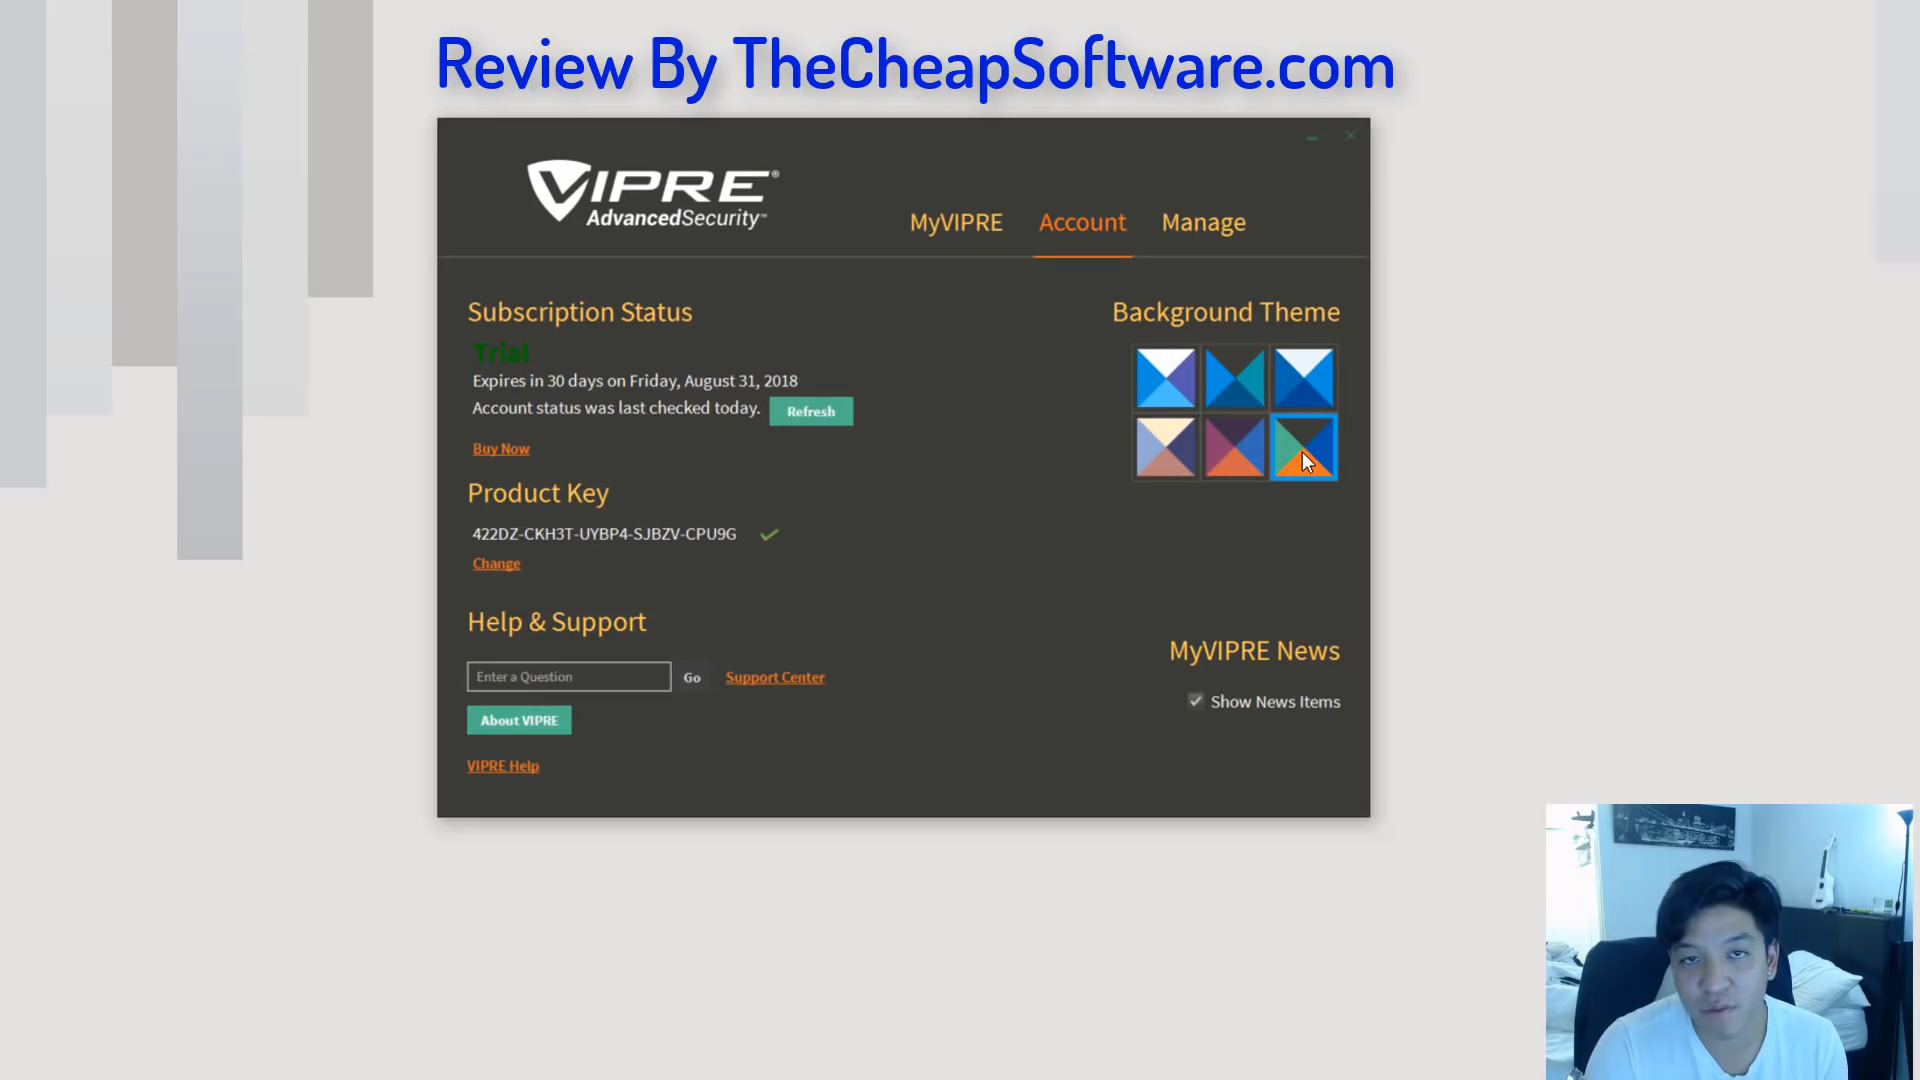 Review By TheCheapSoftware.com
VIPRE®
AdvancedSecurity™
MyVIPRE Account Manage
Subscription Status
Trial
Expires in 30 days on Friday, August 31, 2018
Account status was last checked today. Refresh
Buy Now
Product Key
422DZ-CKH3T-UYBP4-SJBZV-CPU9G
Change
Help & Support
Enter a Question Go Support Center
About VIPRE
VIPRE Help
Background Theme
MyVIPRE News
Show News Items